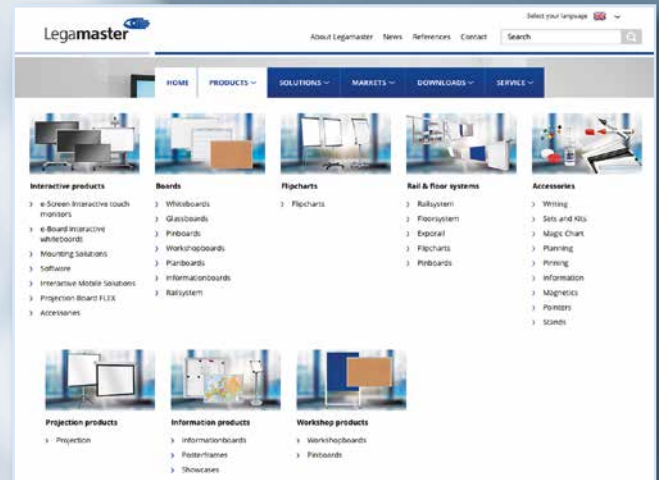 Select your language
Legamaster
About Legamaster News References Contact Search
HOME PRODUCTS SOLUTIONS MARKETS DOWNLOADS SERVICE
Interactive products
e-Screen Interactive touch
monitors
e-Board Interactive
whiteboards
Mounting Solutions
Software
Interactive Mobile Solutions
Projection Board FLEX
Accessories
Boards
Whiteboards
Glassboards
Pinboards
Workshopboards
Planboards
Informationboards
Railsystem
Flipcharts
Flipcharts
Rail & floor systems
Railsystem
Floorsystem
Exporail
Flipcharts
Pinboards
Accessories
Writing
Sets and Kits
Magic Chart
Planning
Pinning
Information
Magnetics
Pointers
Stands
Projection products
Projection
Information products
Informationboards
Posterframes
Showcases
Workshop products
Workshopboards
Pinboards